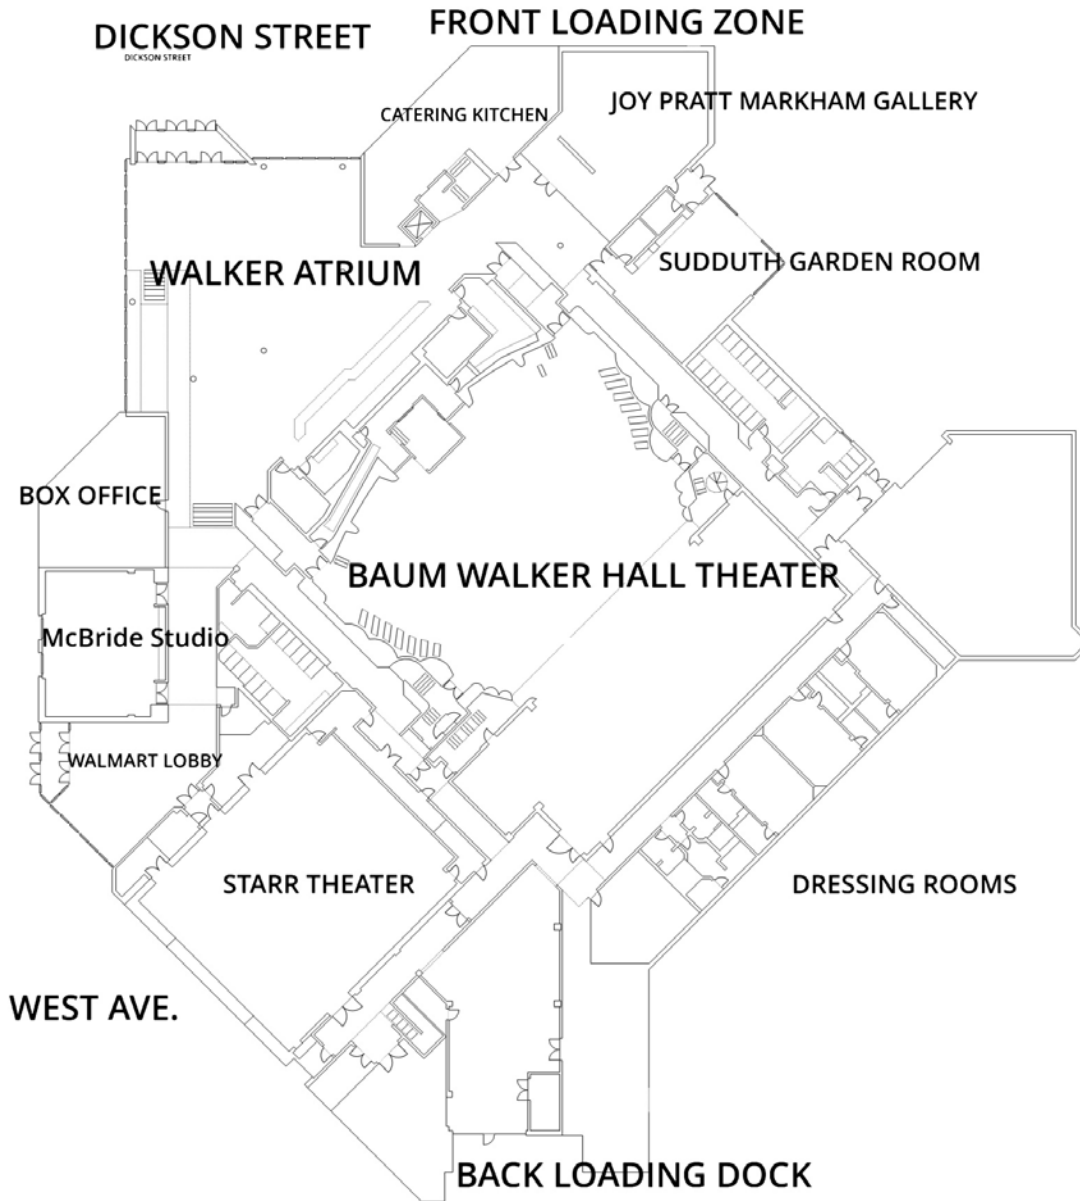 FRONT LOADING ZONE
DICKSON STREET
DICKSON STREET
JOY PRATT MARKHAM GALLERY
CATERING KITCHEN
SUDDUTH GARDEN ROOM
WALKER ATRIUM
BOX OFFICE
BAUM WALKER HALL THEATER
McBride Studio
WALMART LOBBY
STARR THEATER
DRESSING ROOMS
WEST AVE.
BACK LOADING DOCK